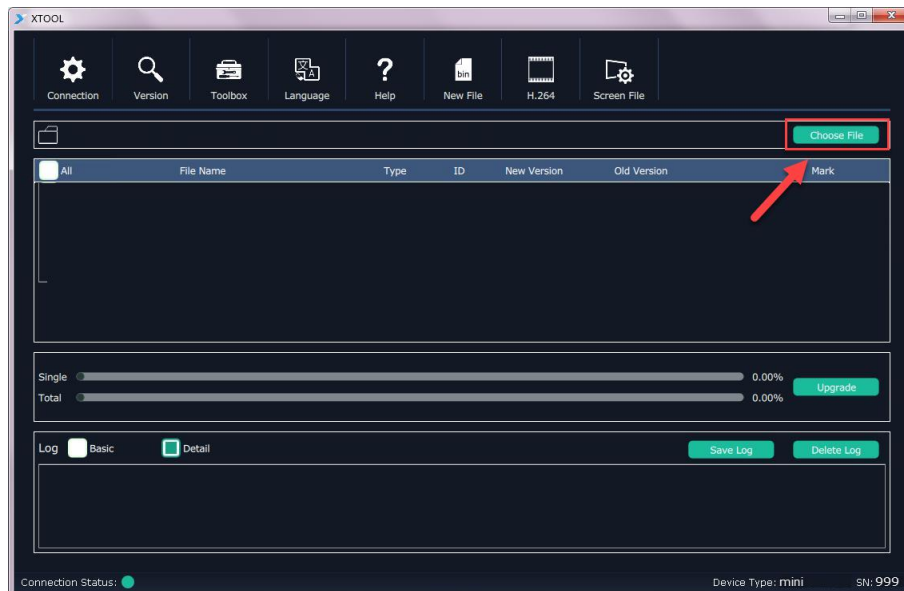 XTOOL
Connection Version Toolbox Language Help New File H.264 Screen File
Choose File
All File Name Type ID New Version Old Version Mark
Single 0.00%
Total 0.00%
Upgrade
Log Basic Detail Save Log Delete Log
Connection Status: Device Type: mini SN: 999